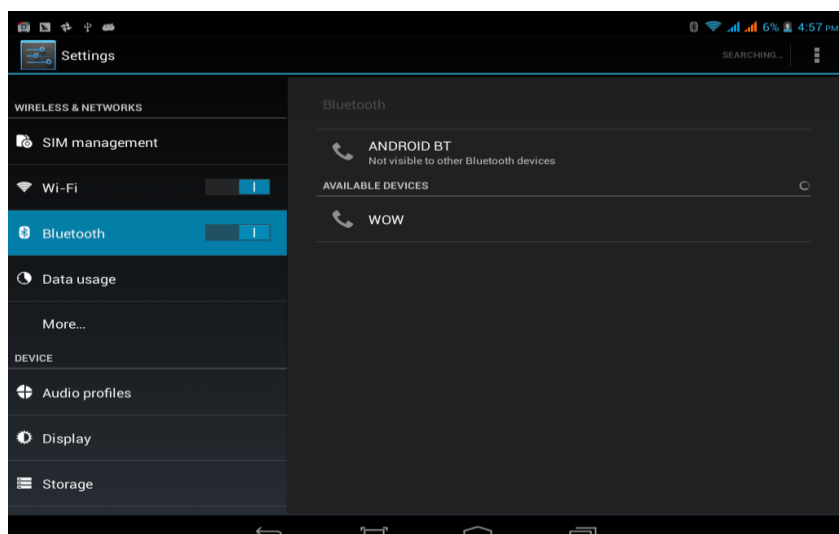 6% 4:57 PM
Settings
SEARCHING...
WIRELESS & NETWORKS
SIM management
Wi-Fi
Bluetooth
Data usage
More...
DEVICE
Audio profiles
Display
Storage
Bluetooth
ANDROID BT
Not visible to other Bluetooth devices
AVAILABLE DEVICES
WOW